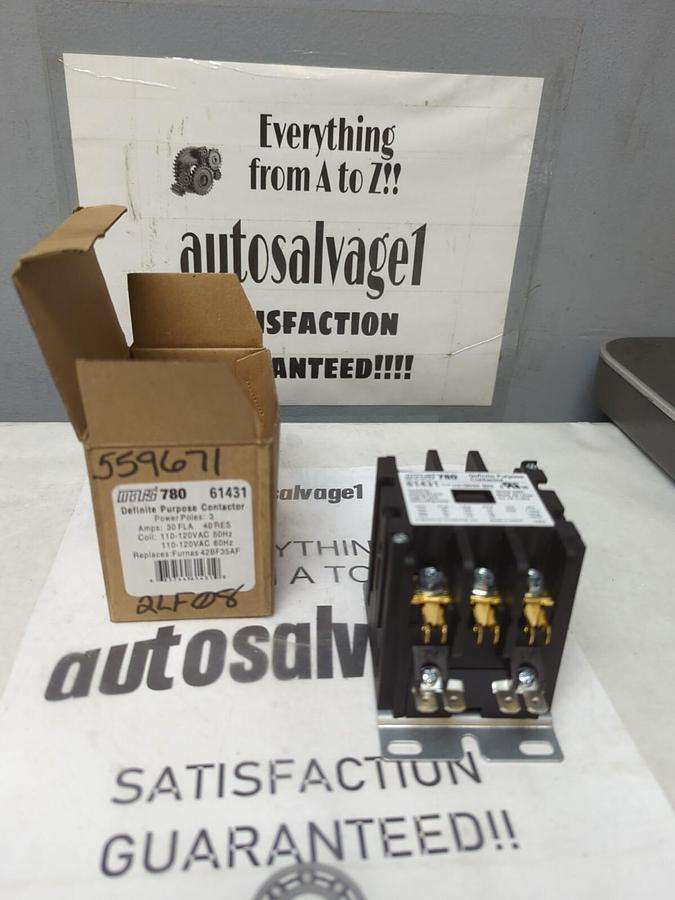 Everything
from A to Z!!
autosalvage1
ISFACTION
ANTEED!!!!
559671
MARS 780 61431
Definite Purpose Contactor
Power Poles: 3
Amps: 30 FLA 40 RES
Coil: 110-120VAC 50Hz
110-120VAC 60Hz
Replaces: Furnas 42BF35AF
2LF08
salvage1
YTHIN
M A TO
autosalv
SATISFACTION
GUARANTEED!!
780 Definite Purpose
61431 Contactor